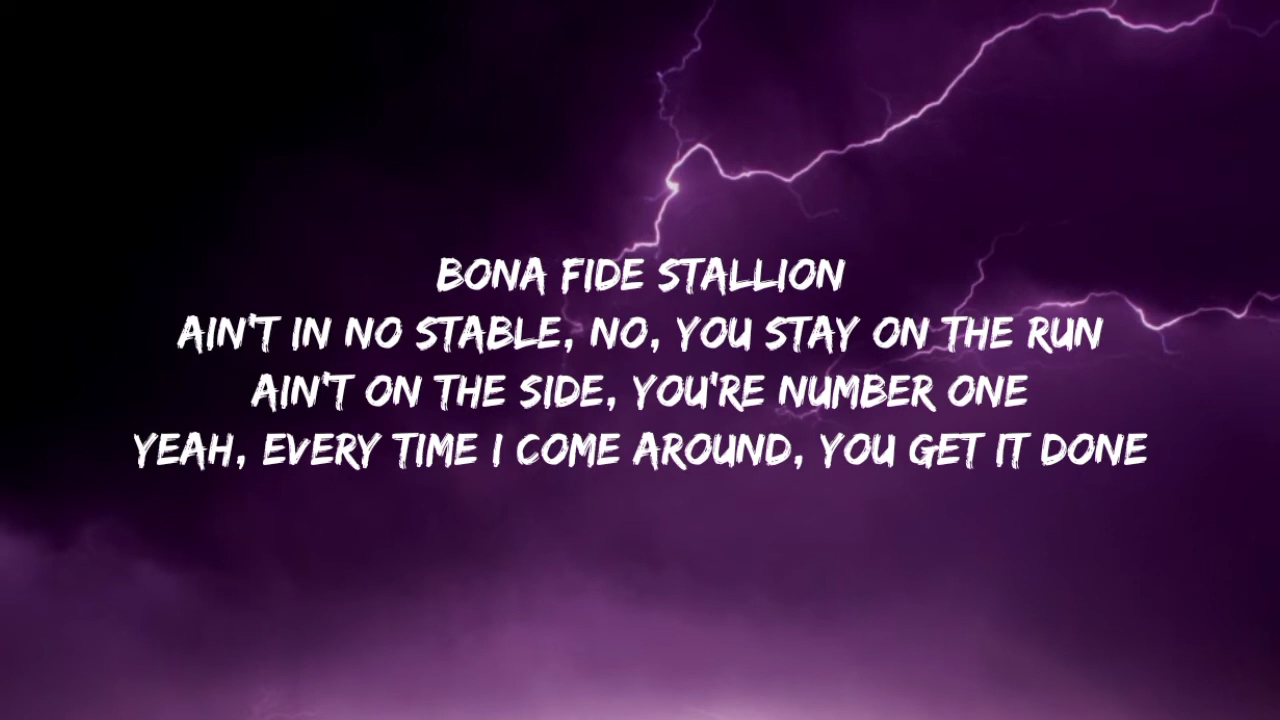 BONA FIDE STALLION
AIN'T IN NO STABLE, NO, YOU STAY ON THE RUN
AIN'T ON THE SIDE, YOU'RE NUMBER ONE
YEAH, EVERY TIME I COME AROUND, YOU GET IT DONE